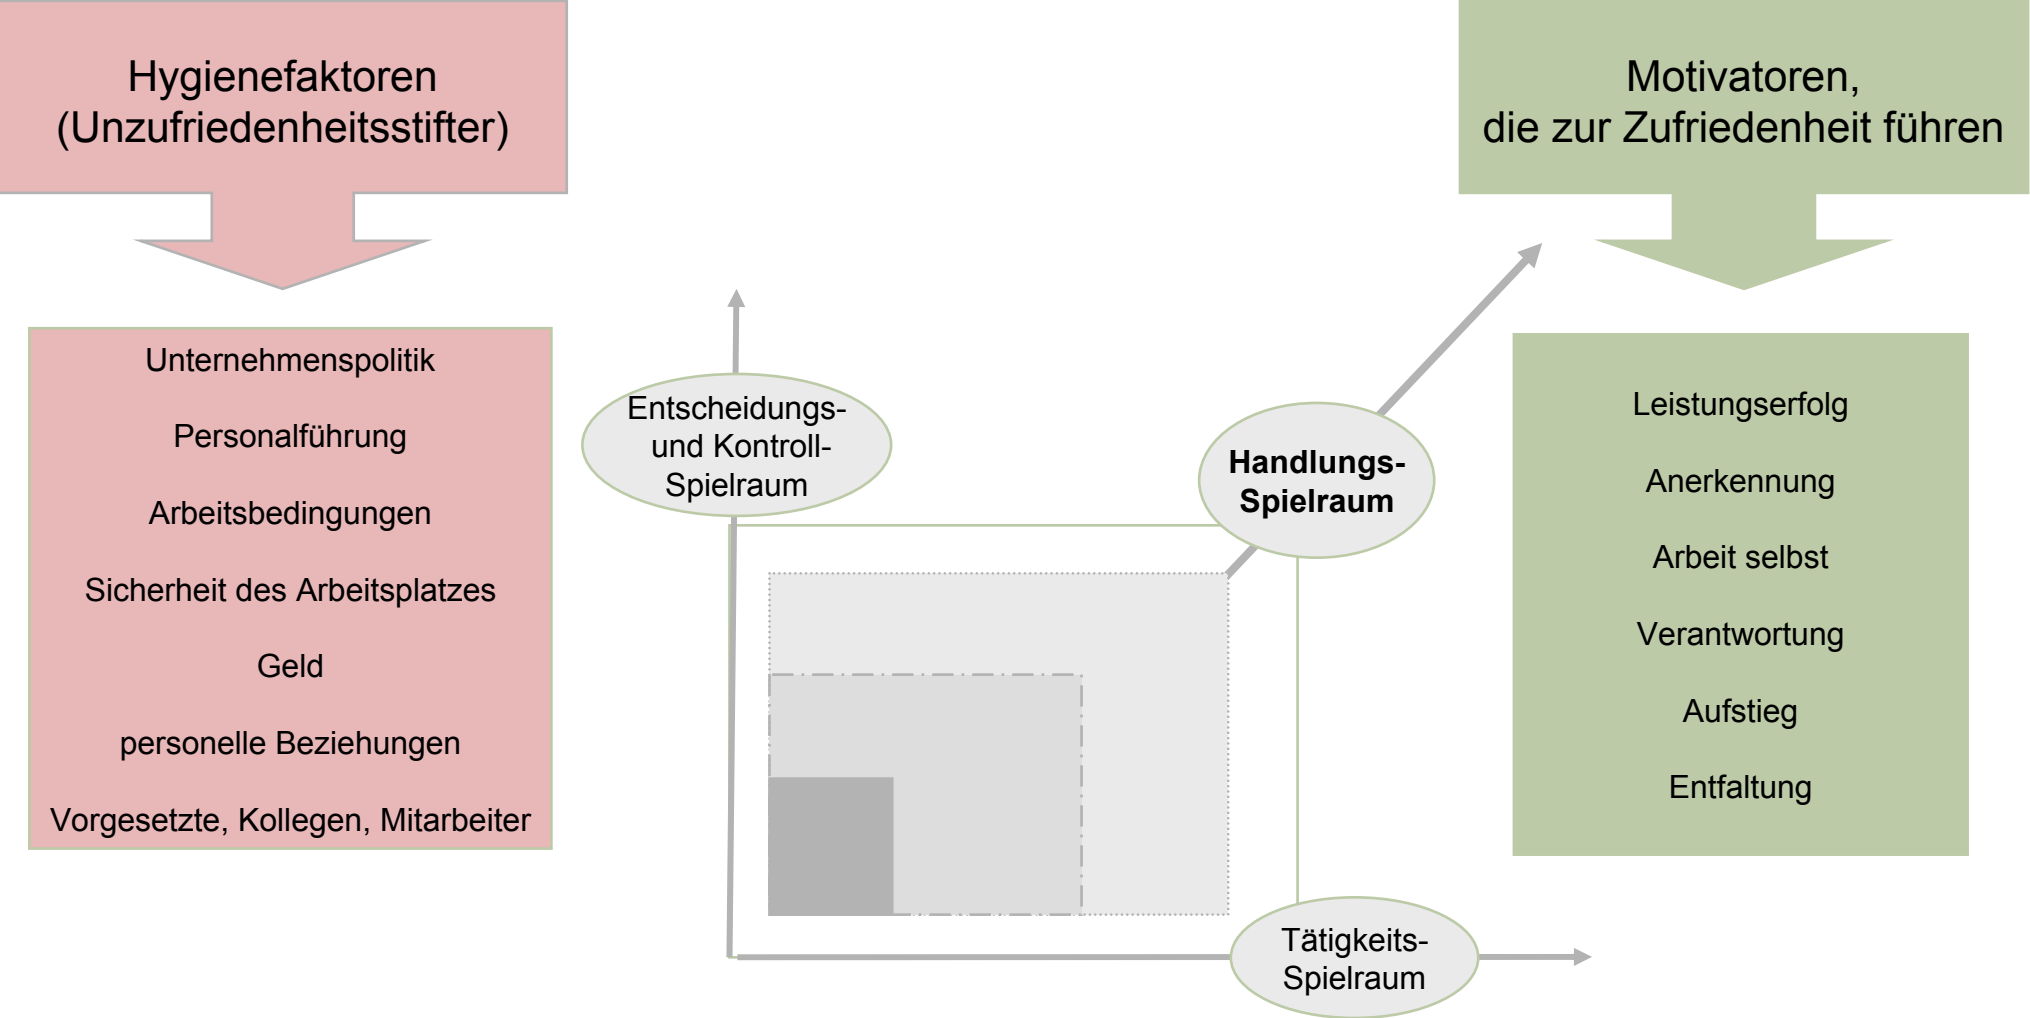 Hygienefaktoren
(Unzufriedenheitsstifter)
Unternehmenspolitik
Personalführung
Arbeitsbedingungen
Sicherheit des Arbeitsplatzes
Geld
personelle Beziehungen
Vorgesetzte, Kollegen, Mitarbeiter
Entscheidungs-
und Kontroll-
Spielraum
Handlungs-
Spielraum
Tätigkeits-
Spielraum
Motivatoren,
die zur Zufriedenheit führen
Leistungserfolg
Anerkennung
Arbeit selbst
Verantwortung
Aufstieg
Entfaltung